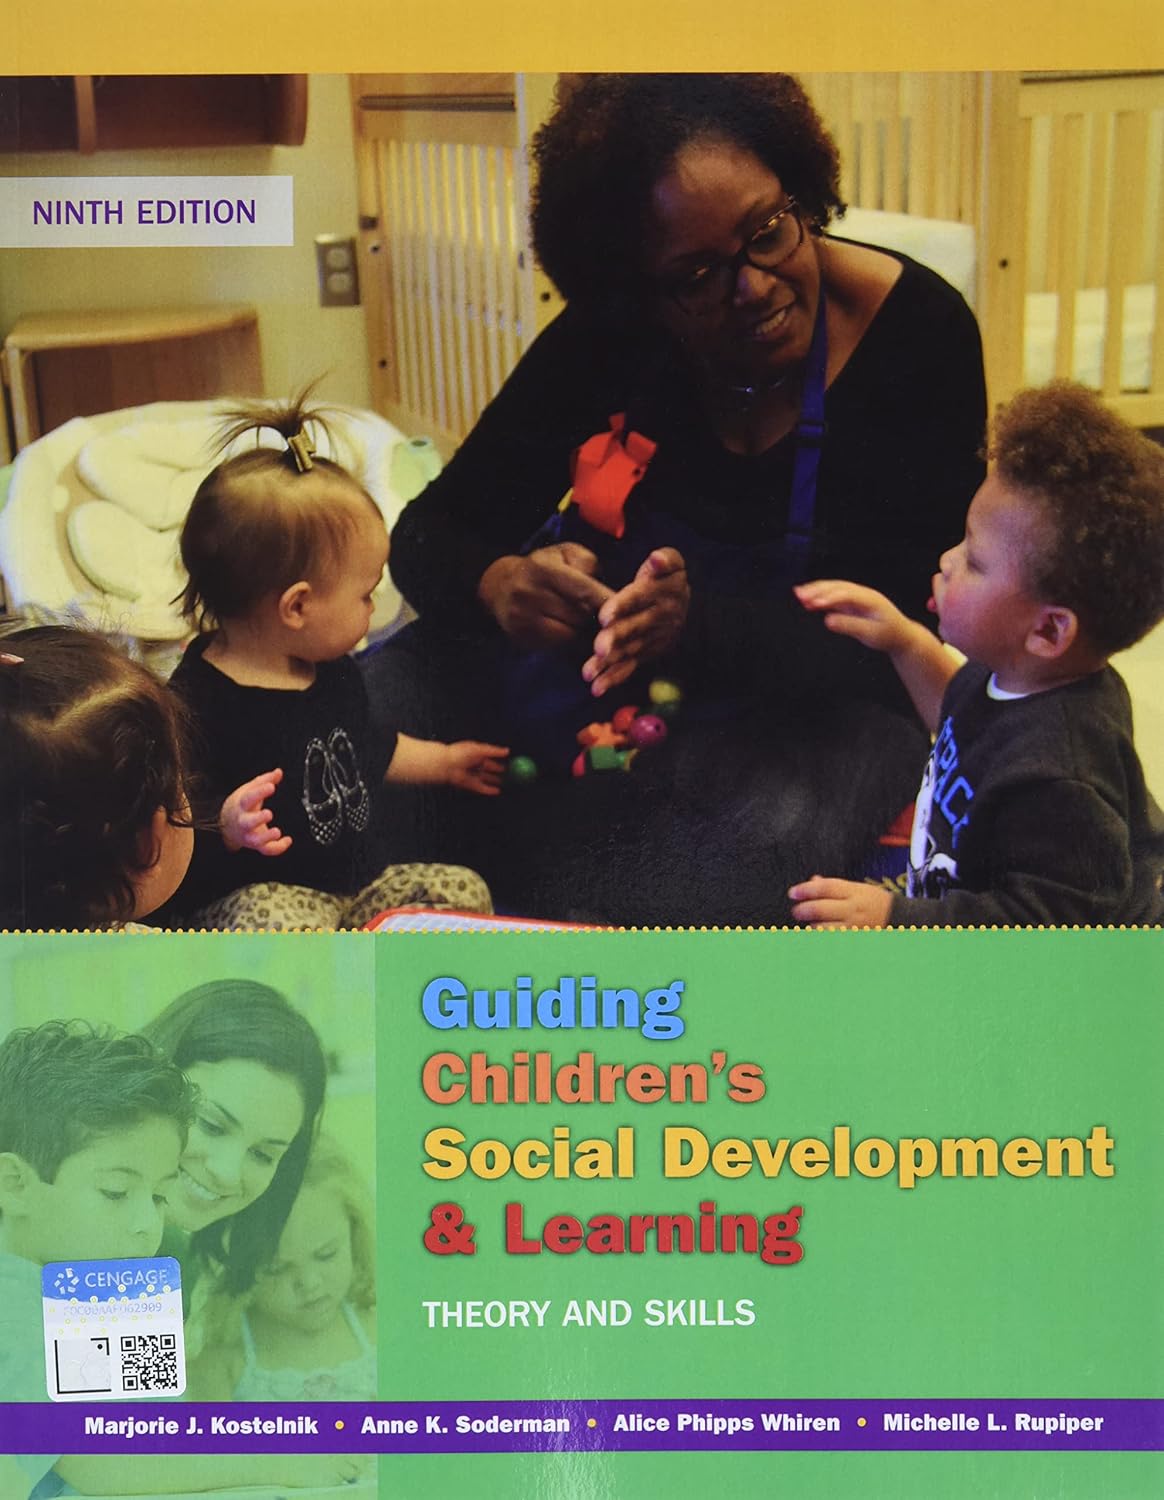 NINTH EDITION
Guiding
Children's
Social Development
& Learning
THEORY AND SKILLS
CENGAGE
Marjorie J. Kostelnik • Anne K. Soderman • Alice Phipps Whiren • Michelle L. Rupiper